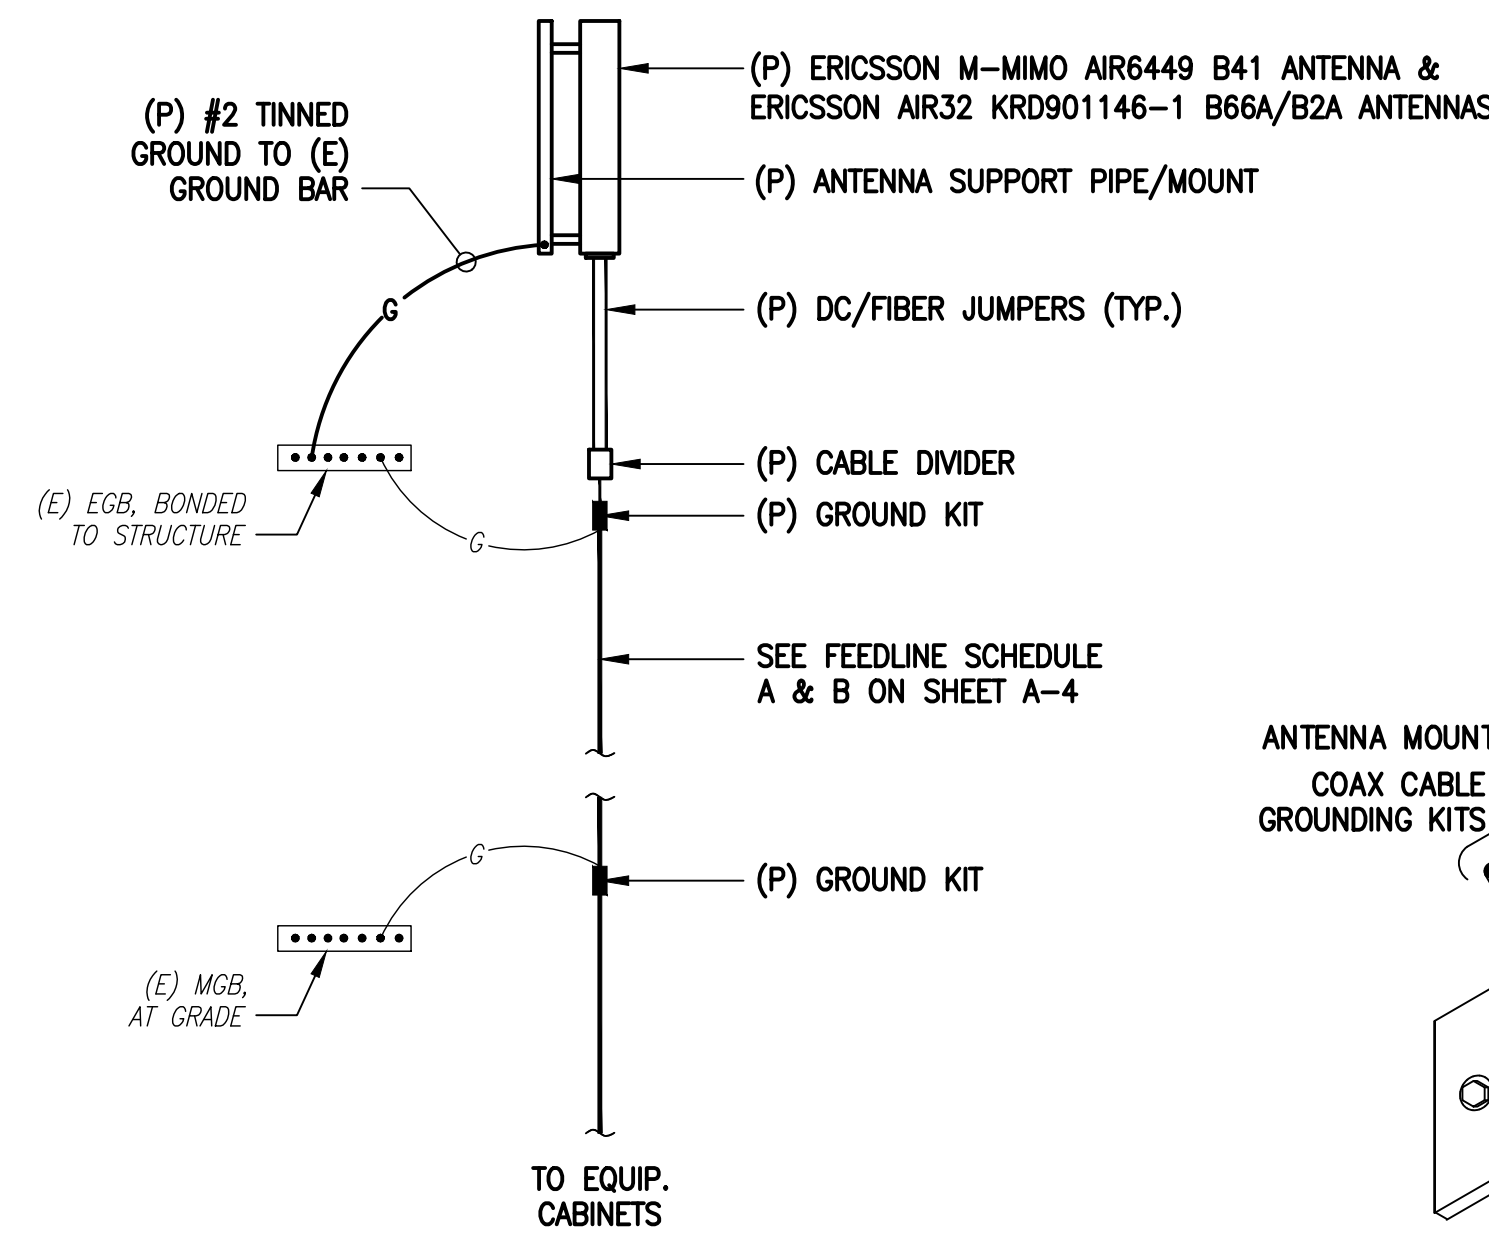 (P) ERICSSON M-MIMO AIR6449 B41 ANTENNA &
ERICSSON AIR32 KRD901146-1 B66A/B2A ANTENNAS
(P) #2 TINNED
GROUND TO (E)
GROUND BAR
(P) ANTENNA SUPPORT PIPE/MOUNT
G
(P) DC/FIBER JUMPERS (TYP.)
(P) CABLE DIVIDER
(E) EGB, BONDED
TO STRUCTURE
(P) GROUND KIT
G
SEE FEEDLINE SCHEDULE
A & B ON SHEET A-4
ANTENNA MOUNT
COAX CABLE
GROUNDING KITS
G
(P) GROUND KIT
(E) MGB,
AT GRADE
TO EQUIP.
CABINETS